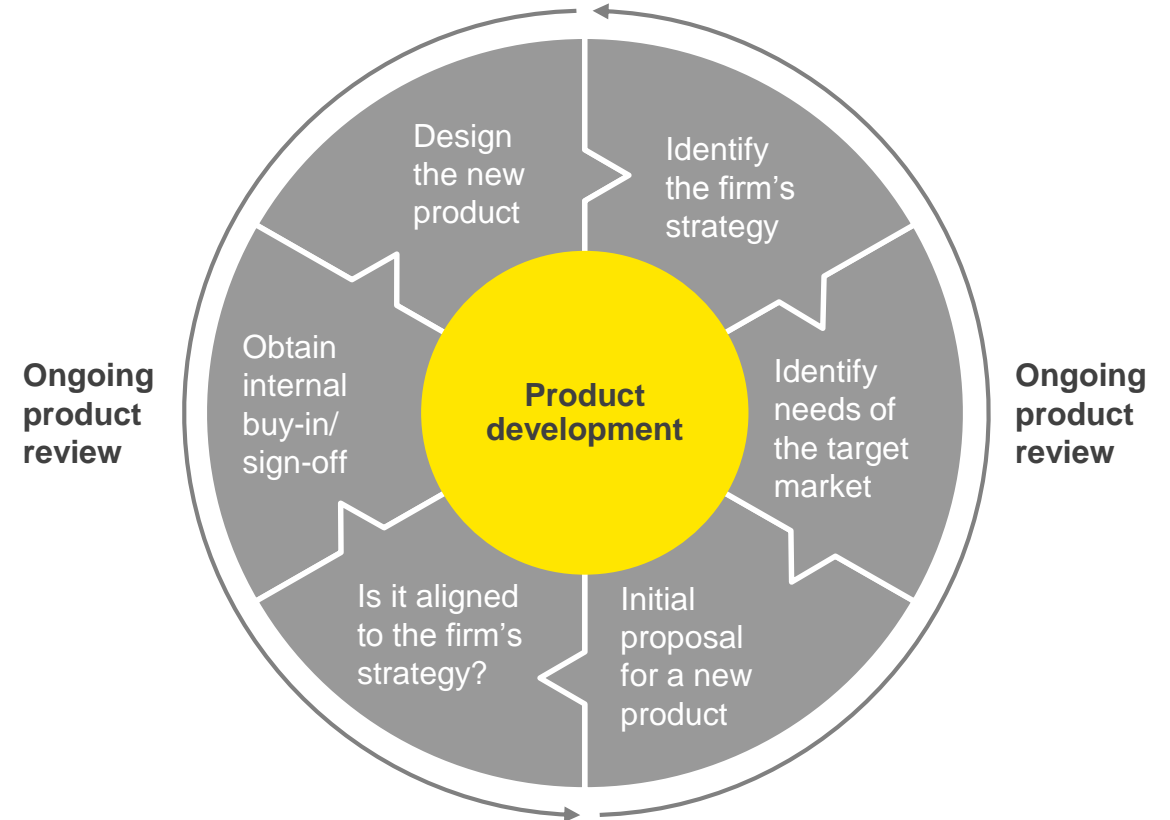 Design
the new
product
Identify
the firm’s
strategy
Identify
needs of
the target
market
Initial
proposal
for a new
product
Is it aligned
to the firm’s
strategy?
Obtain
internal
buy-in/
sign-off
Product
development
Ongoing
product
review
Ongoing
product
review